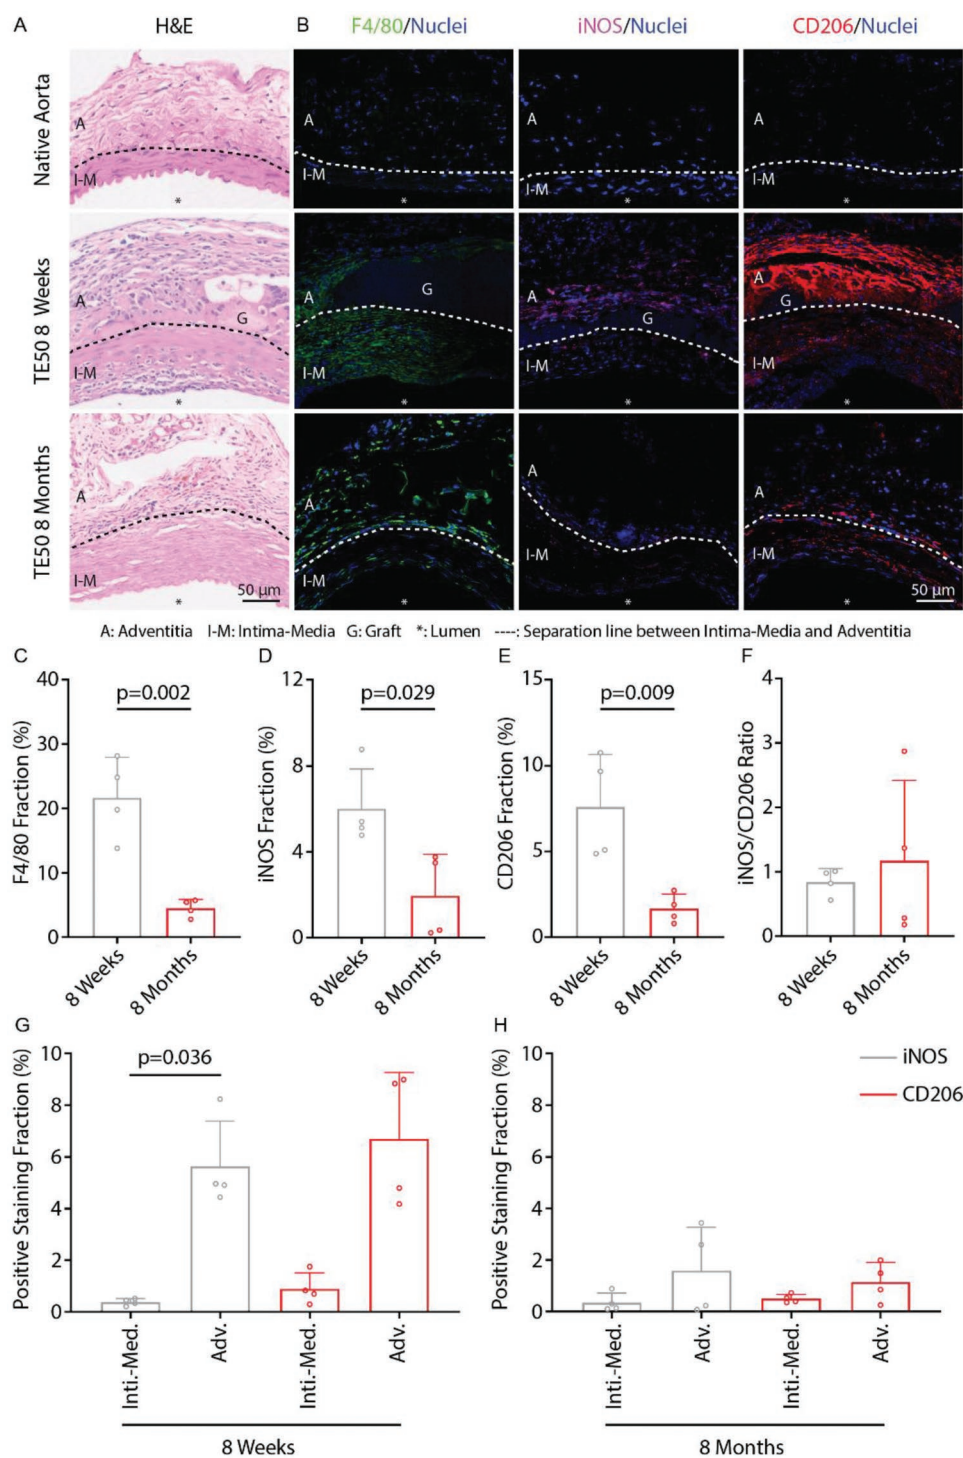 A
H&E
B
F4/80/Nuclei
iNOS/Nuclei
CD206/Nuclei
Native Aorta
A
I-M
*
A
I-M
*
A
I-M
*
A
I-M
*
TE50 8 Weeks
A
G
I-M
*
A
G
I-M
*
A
G
I-M
*
A
G
I-M
*
TE50 8 Months
A
I-M
50 µm
*
A
I-M
*
A
I-M
*
A
I-M
50 µm
*
A: Adventitia I-M: Intima-Media G: Graft *: Lumen ----: Separation line between Intima-Media and Adventitia
C
F4/80 Fraction (%)
40
30
20
10
0
p=0.002
8 Weeks
8 Months
D
iNOS Fraction (%)
12
8
4
0
p=0.029
8 Weeks
8 Months
E
CD206 Fraction (%)
15
10
5
0
p=0.009
8 Weeks
8 Months
F
iNOS/CD206 Ratio
4
3
2
1
0
8 Weeks
8 Months
G
Positive Staining Fraction (%)
10
8
6
4
2
0
p=0.036
Inti.-Med.
Adv.
Inti.-Med.
Adv.
8 Weeks
H
Positive Staining Fraction (%)
10
8
6
4
2
0
iNOS
CD206
Inti.-Med.
Adv.
Inti.-Med.
Adv.
8 Months